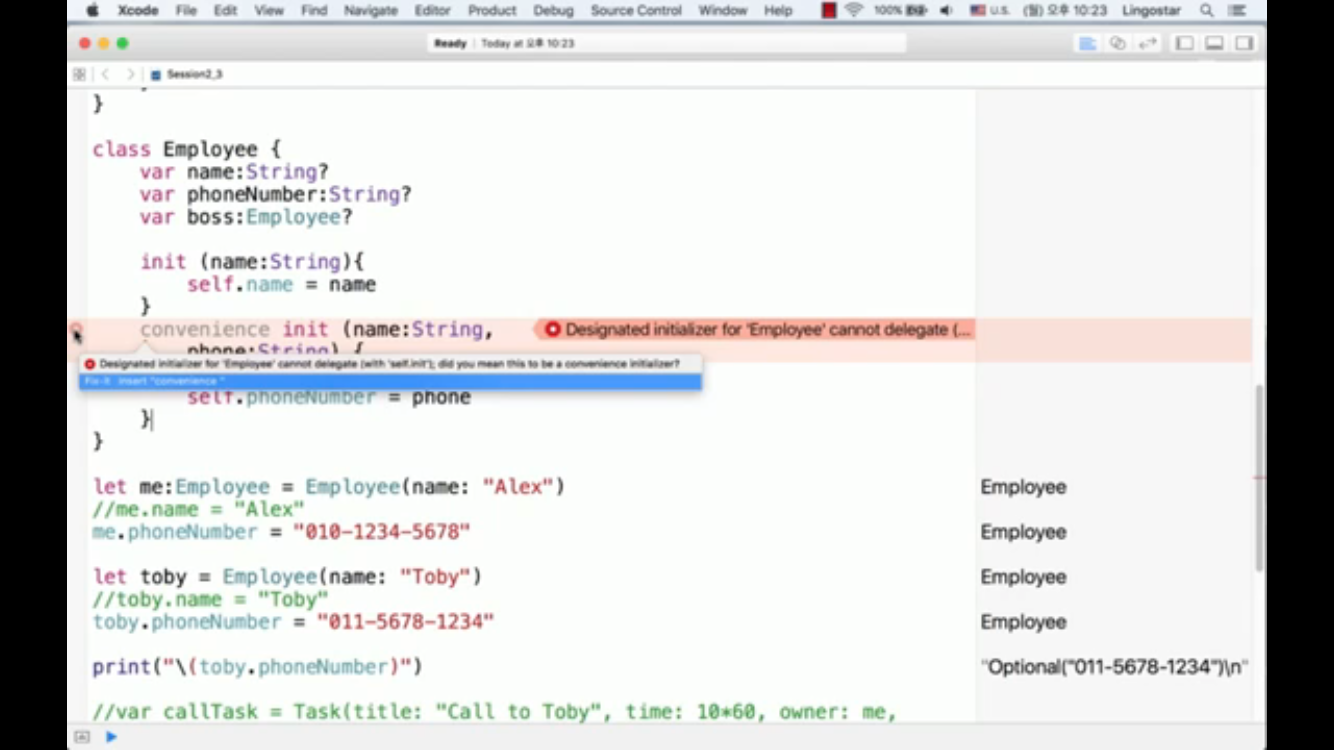 Xcode File Edit View Find Navigate Editor Product Debug Source Control Window Help 100% U.S. (월) 오후 10:23 Lingostar
Ready | Today at 오후 10:23
Session2_3
}
class Employee {
var name:String?
var phoneNumber:String?
var boss:Employee?
init (name:String){
self.name = name
}
convenience init (name:String,
Designated initializer for 'Employee' cannot delegate (...
phone:String) {
Designated initializer for 'Employee' cannot delegate (with 'self.init'); did you mean this to be a convenience initializer?
Fix-it Insert "convenience "
self.phoneNumber = phone
}
}
let me:Employee = Employee(name: "Alex")
Employee
//me.name = "Alex"
me.phoneNumber = "010-1234-5678"
Employee
let toby = Employee(name: "Toby")
Employee
//toby.name = "Toby"
toby.phoneNumber = "011-5678-1234"
Employee
print("\(toby.phoneNumber)")
"Optional("011-5678-1234")\n"
//var callTask = Task(title: "Call to Toby", time: 10*60, owner: me,